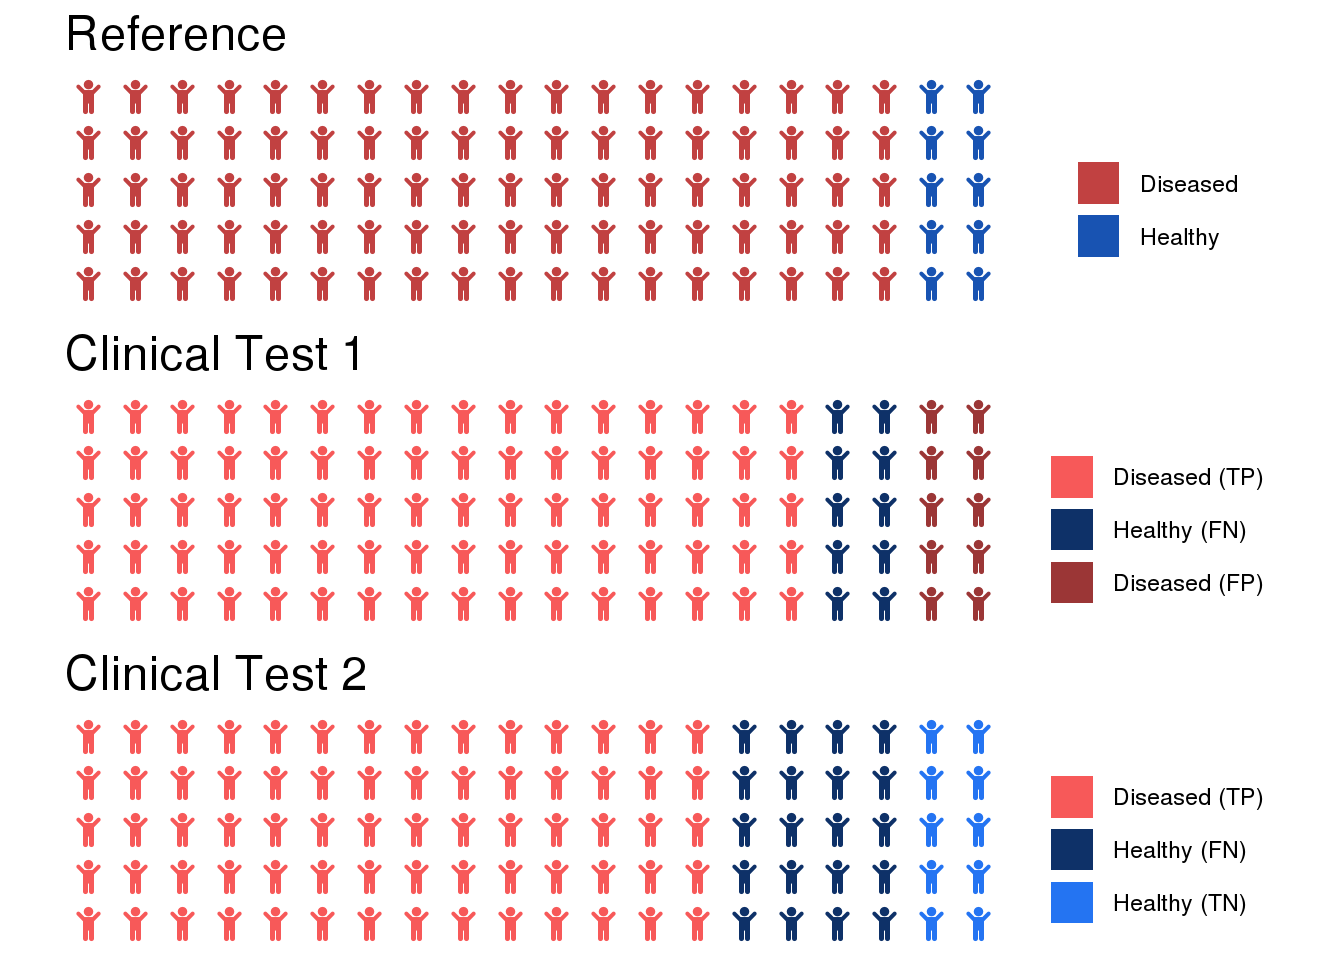 Reference
Diseased
Healthy
Clinical Test 1
Diseased (TP)
Healthy (FN)
Diseased (FP)
Clinical Test 2
Diseased (TP)
Healthy (FN)
Healthy (TN)